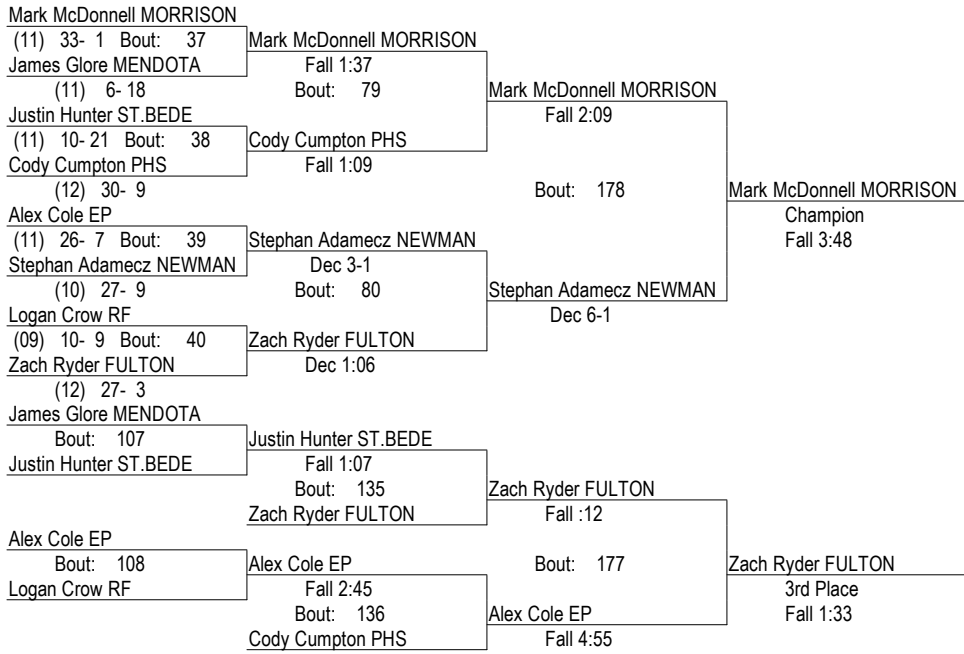 Mark McDonnell MORRISON
(11) 33- 1 Bout: 37 Mark McDonnell MORRISON
James Glore MENDOTA Fall 1:37
(11) 6- 18 Bout: 79 Mark McDonnell MORRISON
Justin Hunter ST.BEDE Fall 2:09
(11) 10- 21 Bout: 38 Cody Cumpton PHS
Cody Cumpton PHS Fall 1:09
(12) 30- 9 Bout: 178 Mark McDonnell MORRISON
Alex Cole EP Champion
(11) 26- 7 Bout: 39 Stephan Adamecz NEWMAN Fall 3:48
Stephan Adamecz NEWMAN Dec 3-1
(10) 27- 9 Bout: 80 Stephan Adamecz NEWMAN
Logan Crow RF Dec 6-1
(09) 10- 9 Bout: 40 Zach Ryder FULTON
Zach Ryder FULTON Dec 1:06
(12) 27- 3
James Glore MENDOTA
Bout: 107 Justin Hunter ST.BEDE
Justin Hunter ST.BEDE Fall 1:07
Bout: 135 Zach Ryder FULTON
Zach Ryder FULTON Fall :12
Alex Cole EP
Bout: 108 Alex Cole EP Bout: 177 Zach Ryder FULTON
Logan Crow RF Fall 2:45 3rd Place
Bout: 136 Alex Cole EP Fall 1:33
Cody Cumpton PHS Fall 4:55